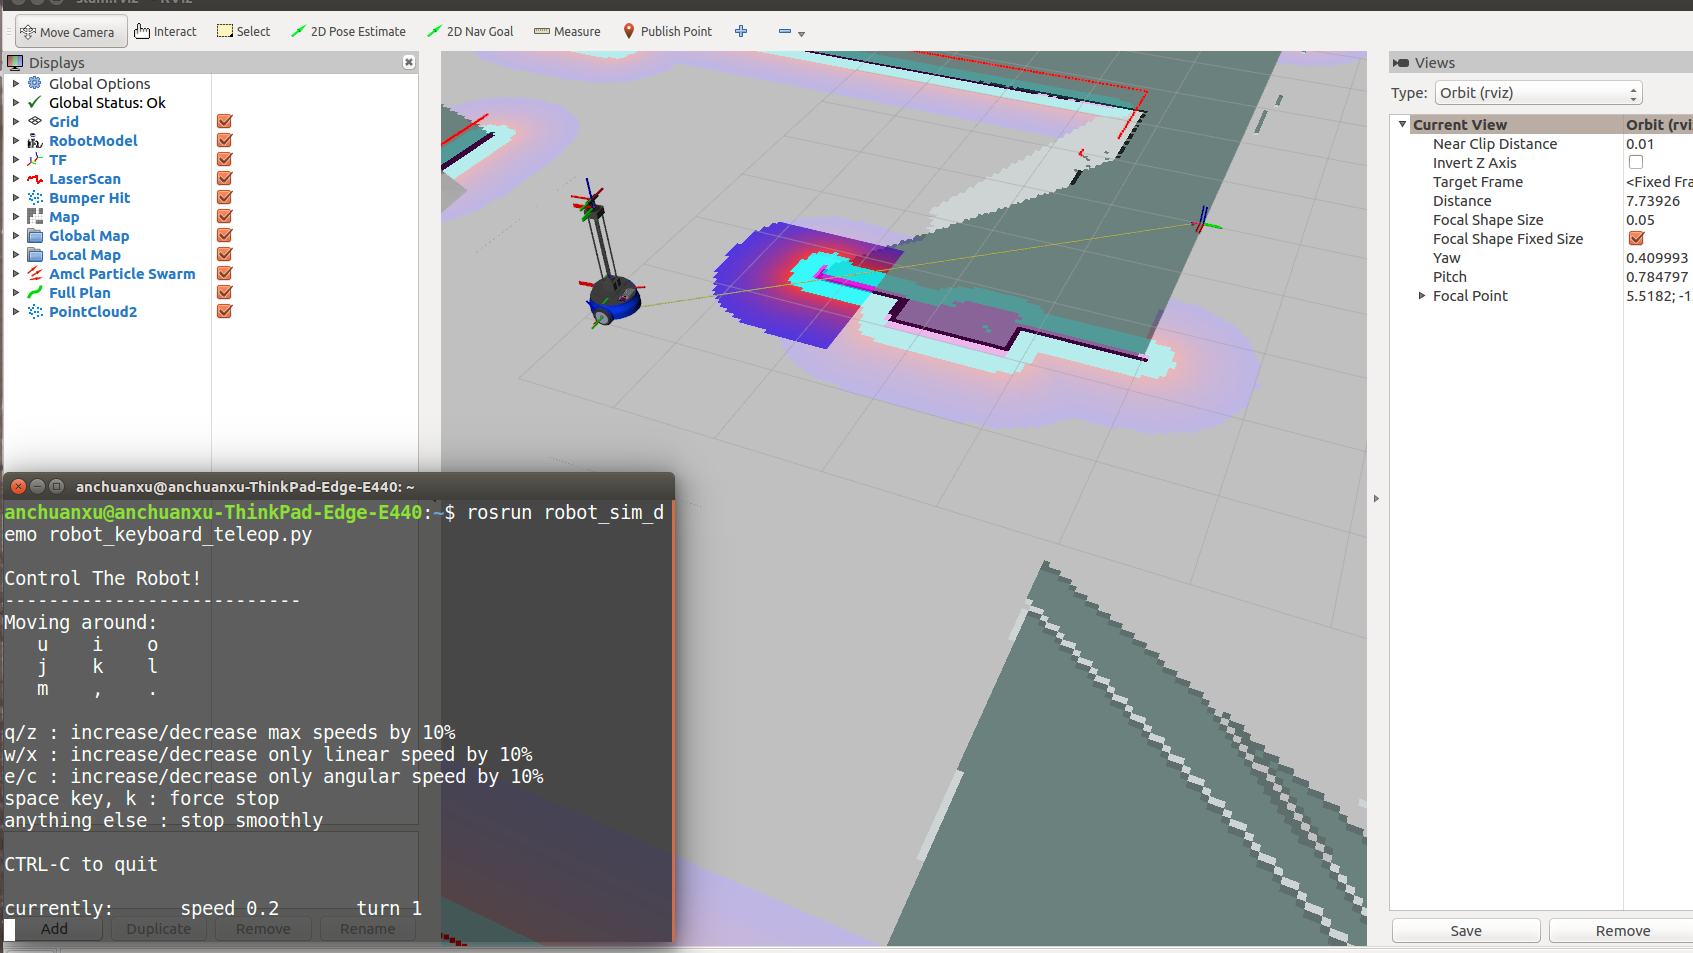 Move Camera
Interact
Select
2D Pose Estimate
2D Nav Goal
Measure
Publish Point
Displays
Global Options
Global Status: Ok
Grid
RobotModel
TF
LaserScan
Bumper Hit
Map
Global Map
Local Map
Amcl Particle Swarm
Full Plan
PointCloud2
Views
Type: Orbit (rviz)
Current View Orbit (rvi
Near Clip Distance 0.01
Invert Z Axis
Target Frame <Fixed Fra
Distance 7.73926
Focal Shape Size 0.05
Focal Shape Fixed Size
Yaw 0.409993
Pitch 0.784797
Focal Point 5.5182; -1.
anchuanxu@anchuanxu-ThinkPad-Edge-E440: ~
anchuanxu@anchuanxu-ThinkPad-Edge-E440:~$ rosrun robot_sim_d
emo robot_keyboard_teleop.py
Control The Robot!
---------------------------
Moving around:
u i o
j k l
m , .
q/z : increase/decrease max speeds by 10%
w/x : increase/decrease only linear speed by 10%
e/c : increase/decrease only angular speed by 10%
space key, k : force stop
anything else : stop smoothly
CTRL-C to quit
currently: speed 0.2 turn 1
Add
Duplicate
Remove
Rename
Save
Remove